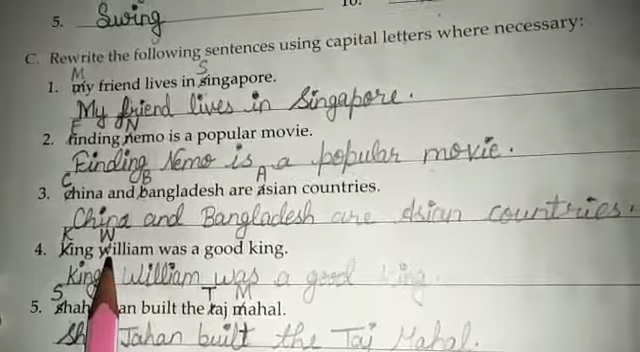 5. Swing
10.
C. Rewrite the following sentences using capital letters where necessary:
M S
1. my friend lives in singapore.
My friend lives in Singapore.
F N
2. finding nemo is a popular movie.
Finding Nemo is a popular movie.
C B A
3. china and bangladesh are asian countries.
China and Bangladesh are Asian countries.
K W
4. king william was a good king.
King William was a good king.
S T M
5. shah an built the taj mahal.
Sh Jahan built the Taj Mahal.